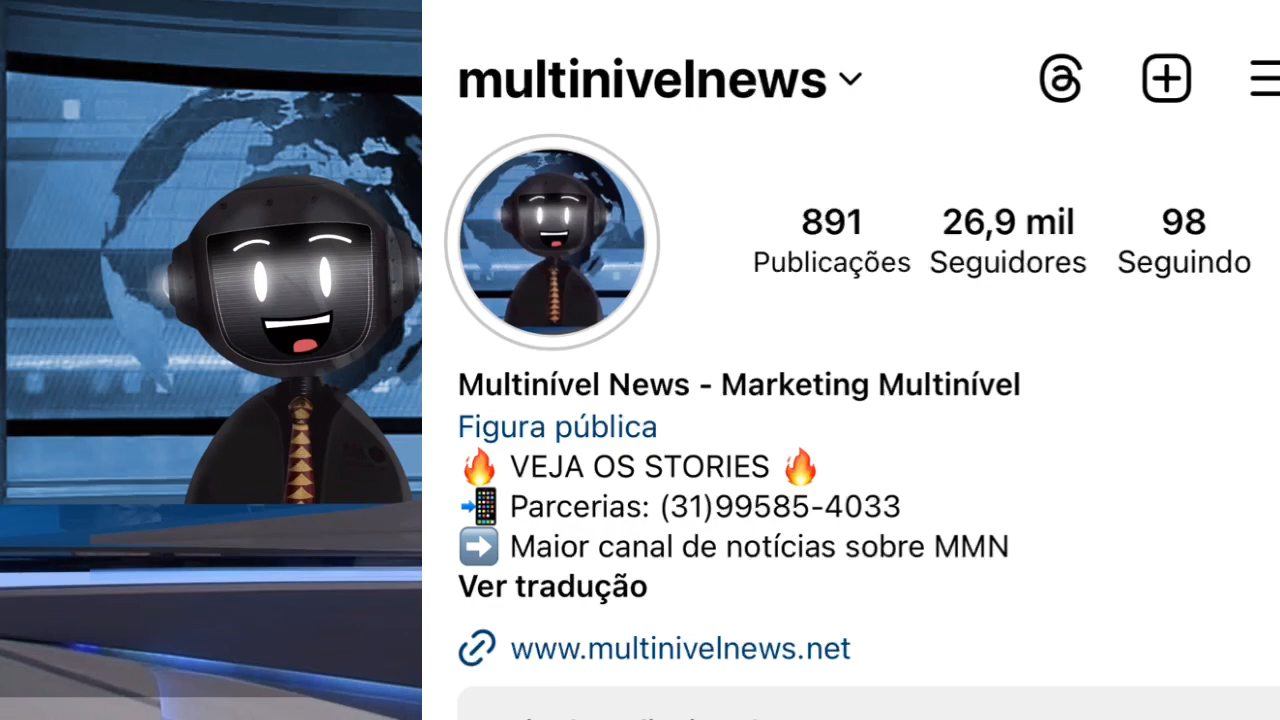 multinivelnews
891
26,9 mil
98
Publicações
Seguidores
Seguindo
Multinível News - Marketing Multinível
Figura pública
🔥 VEJA OS STORIES 🔥
📲 Parcerias: (31)99585-4033
➡️ Maior canal de notícias sobre MMN
Ver tradução
www.multinivelnews.net